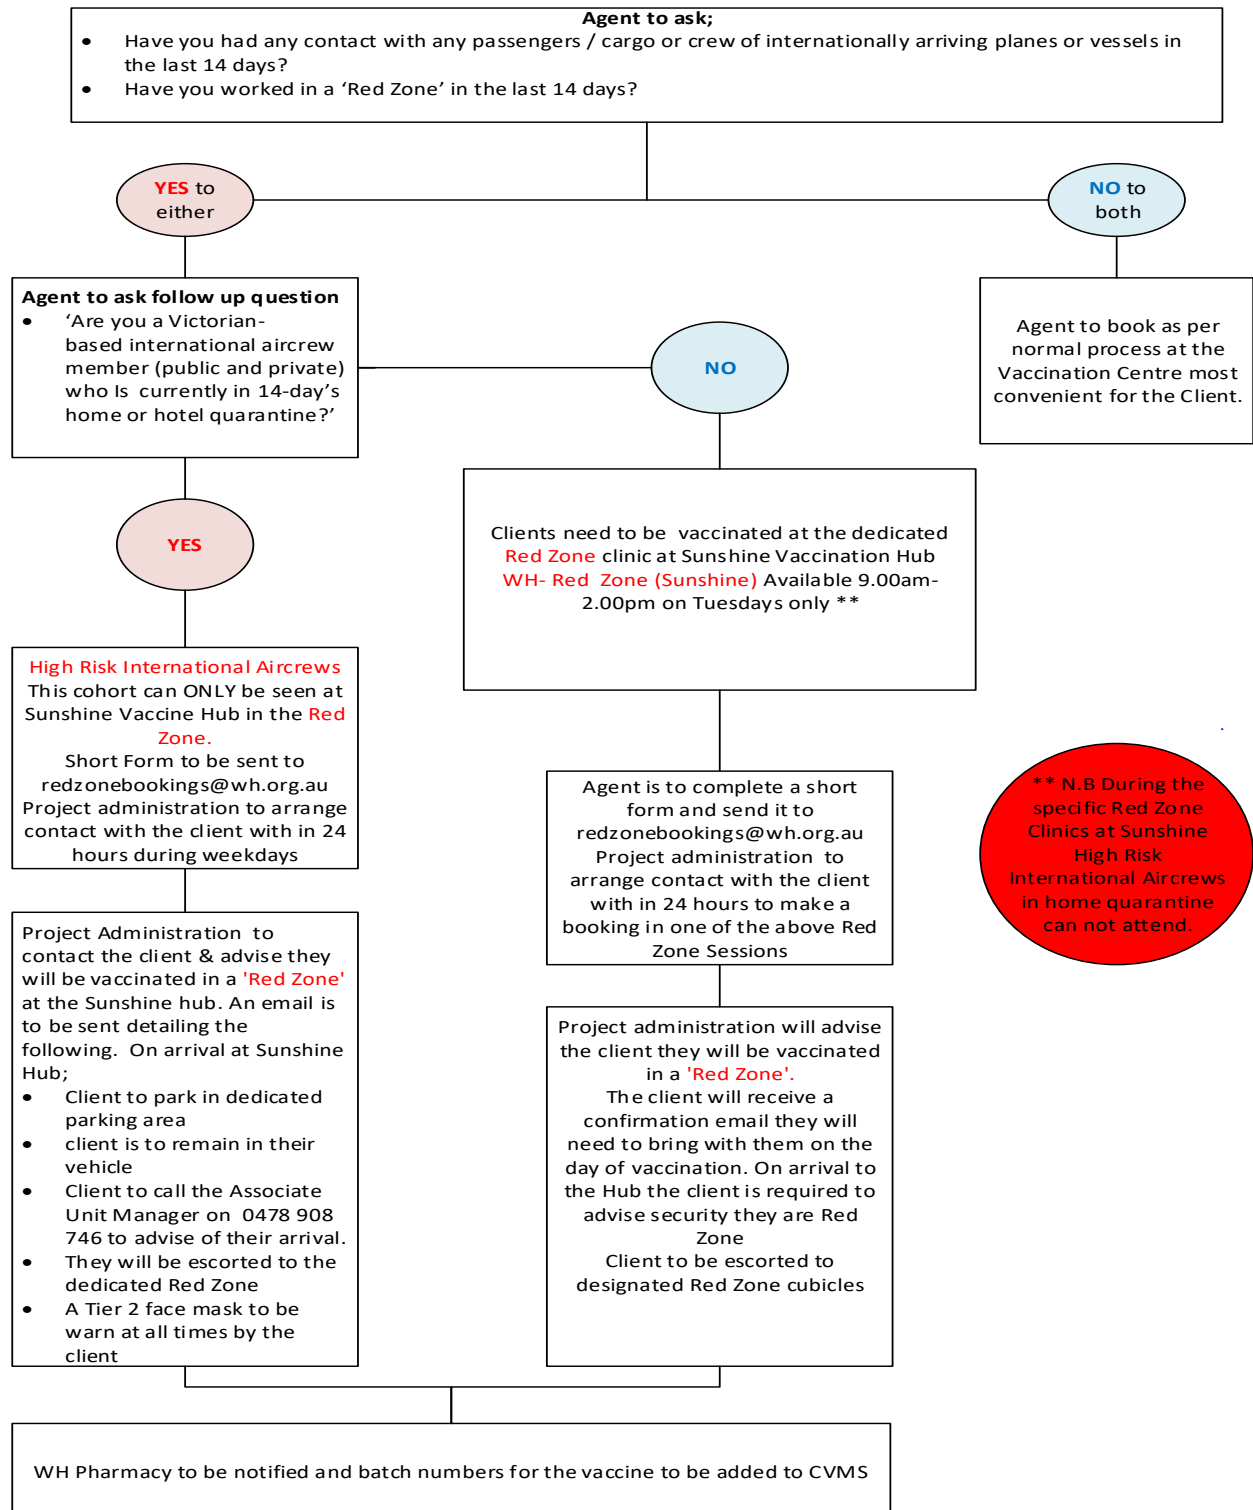 Agent to ask;
• Have you had any contact with any passengers / cargo or crew of internationally arriving planes or vessels in
the last 14 days?
• Have you worked in a ‘Red Zone’ in the last 14 days?
YES to
either
NO to
both
Agent to ask follow up question
• ‘Are you a Victorian-
based international aircrew
member (public and private)
who Is currently in 14-day’s
home or hotel quarantine?’
NO
Agent to book as per
normal process at the
Vaccination Centre most
convenient for the Client.
YES
Clients need to be vaccinated at the dedicated
Red Zone clinic at Sunshine Vaccination Hub
WH- Red Zone (Sunshine) Available 9.00am-
2.00pm on Tuesdays only **
High Risk International Aircrews
This cohort can ONLY be seen at
Sunshine Vaccine Hub in the Red
Zone.
Short Form to be sent to
redzonebookings@wh.org.au
Project administration to arrange
contact with the client with in 24
hours during weekdays
Agent is to complete a short
form and send it to
redzonebookings@wh.org.au
Project administration to
arrange contact with the client
with in 24 hours to make a
booking in one of the above Red
Zone Sessions
** N.B During the
specific Red Zone
Clinics at Sunshine
High Risk
International Aircrews
in home quarantine
can not attend.
Project Administration to
contact the client & advise they
will be vaccinated in a 'Red Zone'
at the Sunshine hub. An email is
to be sent detailing the
following. On arrival at Sunshine
Hub;
• Client to park in dedicated
parking area
• client is to remain in their
vehicle
• Client to call the Associate
Unit Manager on 0478 908
746 to advise of their arrival.
• They will be escorted to the
dedicated Red Zone
• A Tier 2 face mask to be
warn at all times by the
client
Project administration will advise
the client they will be vaccinated
in a 'Red Zone'.
The client will receive a
confirmation email they will
need to bring with them on the
day of vaccination. On arrival to
the Hub the client is required to
advise security they are Red
Zone
Client to be escorted to
designated Red Zone cubicles
WH Pharmacy to be notified and batch numbers for the vaccine to be added to CVMS